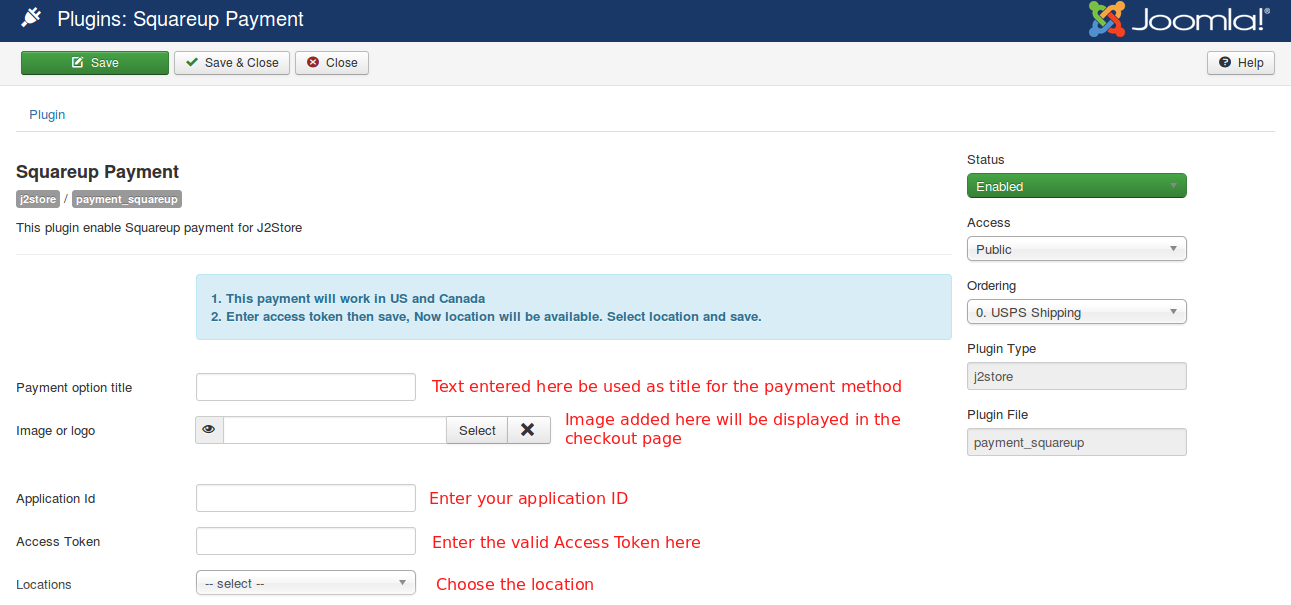 Plugins: Squareup Payment
Joomla!®
Save
Save & Close
Close
Help
Plugin
Squareup Payment
j2store / payment_squareup
This plugin enable Squareup payment for J2Store
1. This payment will work in US and Canada
2. Enter access token then save, Now location will be available. Select location and save.
Payment option title
Text entered here be used as title for the payment method
Image or logo
Select
Image added here will be displayed in the
checkout page
Application Id
Enter your application ID
Access Token
Enter the valid Access Token here
Locations
-- select --
Choose the location
Status
Enabled
Access
Public
Ordering
0. USPS Shipping
Plugin Type
j2store
Plugin File
payment_squareup